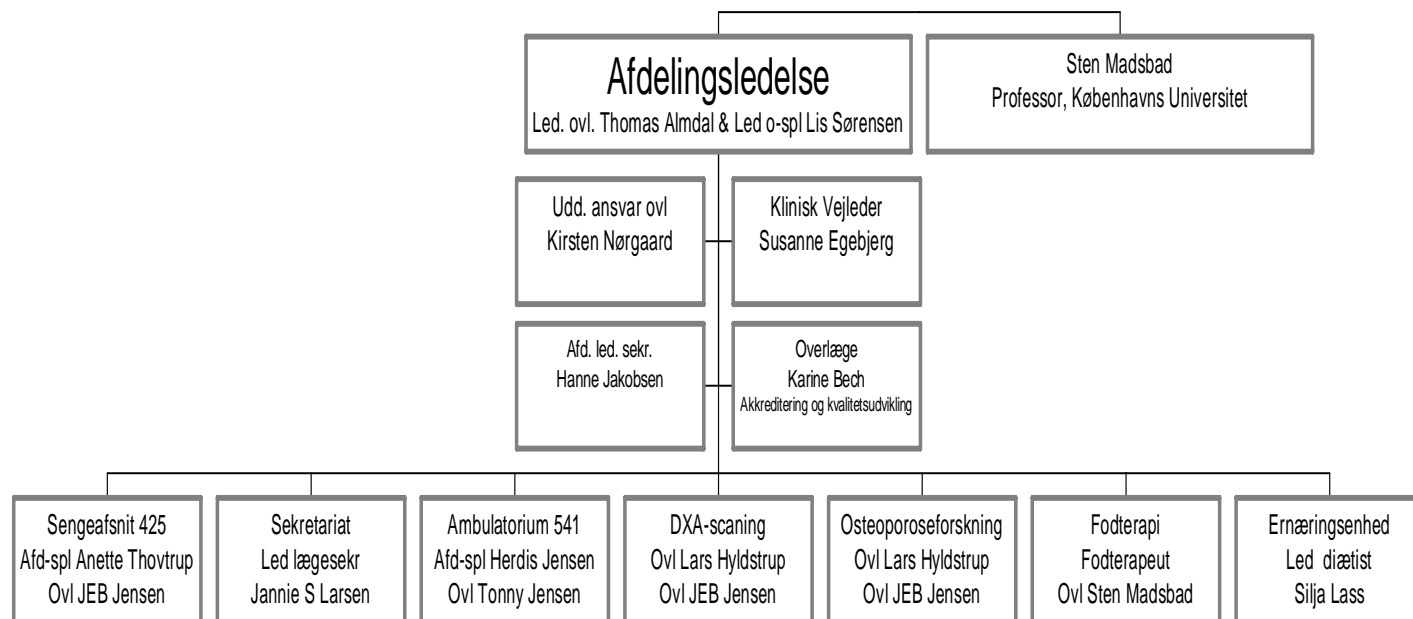 Afdelingsledelse
Led. ovl. Thomas Almdal & Led o-spl Lis Sørensen
Sten Madsbad
Professor, Københavns Universitet
Udd. ansvar ovl
Kirsten Nørgaard
Klinisk Vejleder
Susanne Egebjerg
Afd. led. sekr.
Hanne Jakobsen
Overlæge
Karine Bech
Akkreditering og kvalitetsudvikling
Sengeafsnit 425
Afd-spl Anette Thovtrup
Ovl JEB Jensen
Sekretariat
Led lægesekr
Jannie S Larsen
Ambulatorium 541
Afd-spl Herdis Jensen
Ovl Tonny Jensen
DXA-scaning
Ovl Lars Hyldstrup
Ovl JEB Jensen
Osteoporoseforskning
Ovl Lars Hyldstrup
Ovl JEB Jensen
Fodterapi
Fodterapeut
Ovl Sten Madsbad
Ernæringsenhed
Led diætist
Silja Lass